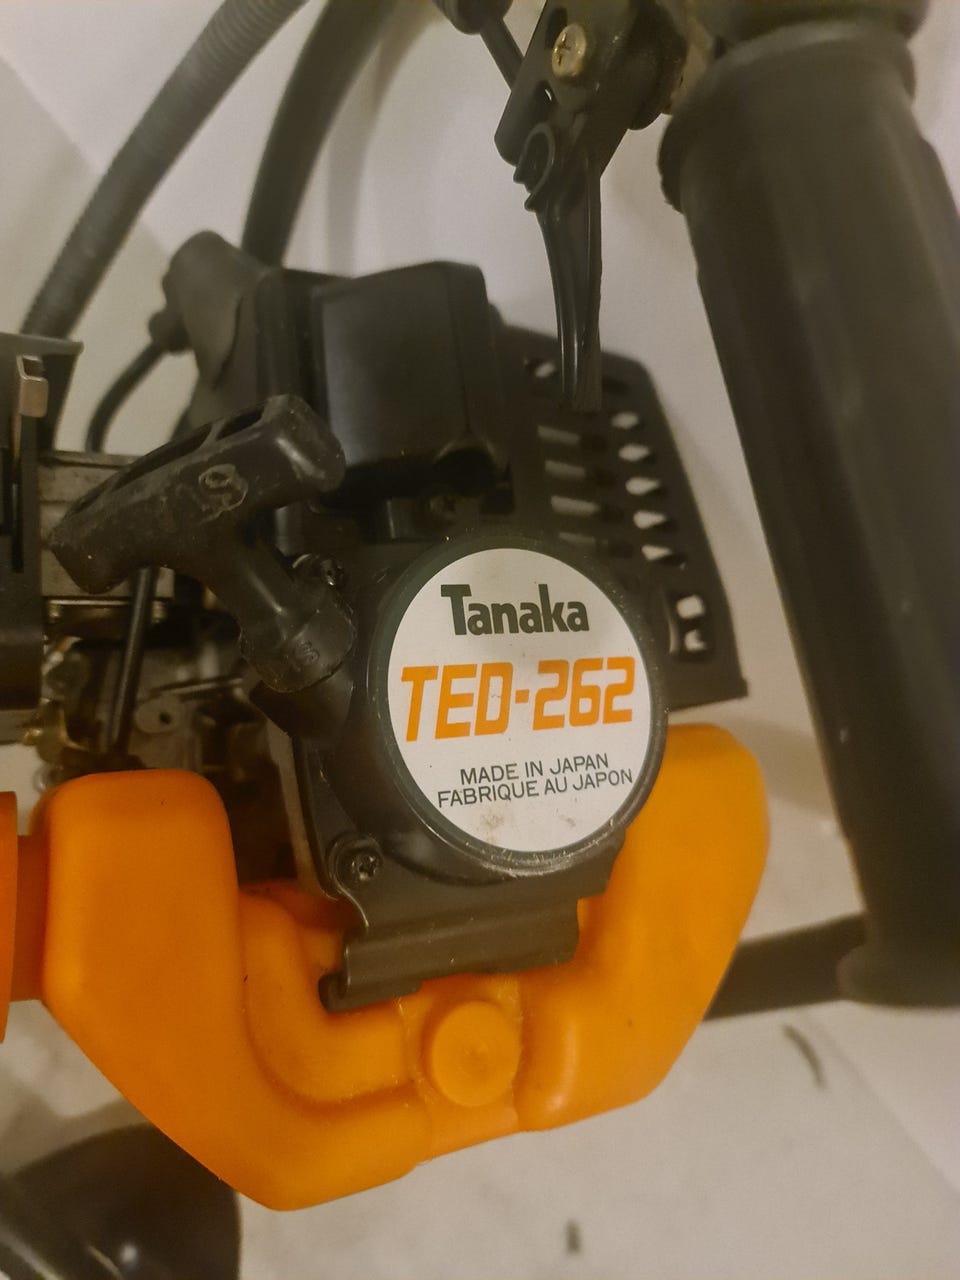 Tanaka
TED-262
MADE IN JAPAN
FABRIQUE AU JAPON